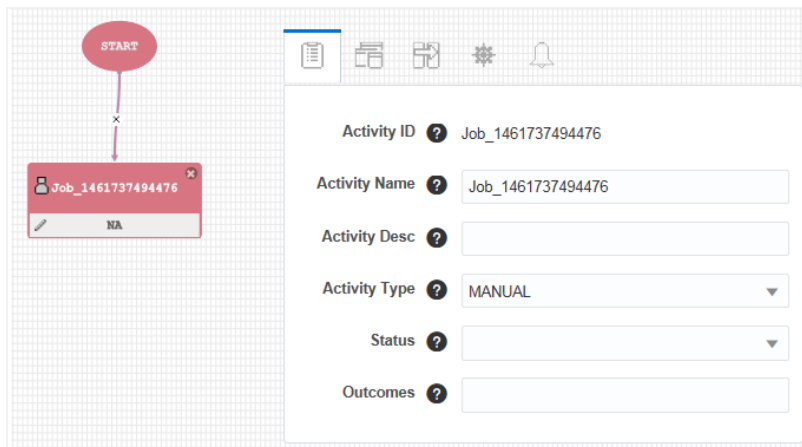 START
Job_1461737494476
NA
Activity ID ? Job_1461737494476
Activity Name ? Job_1461737494476
Activity Desc ?
Activity Type ? MANUAL
Status ?
Outcomes ?